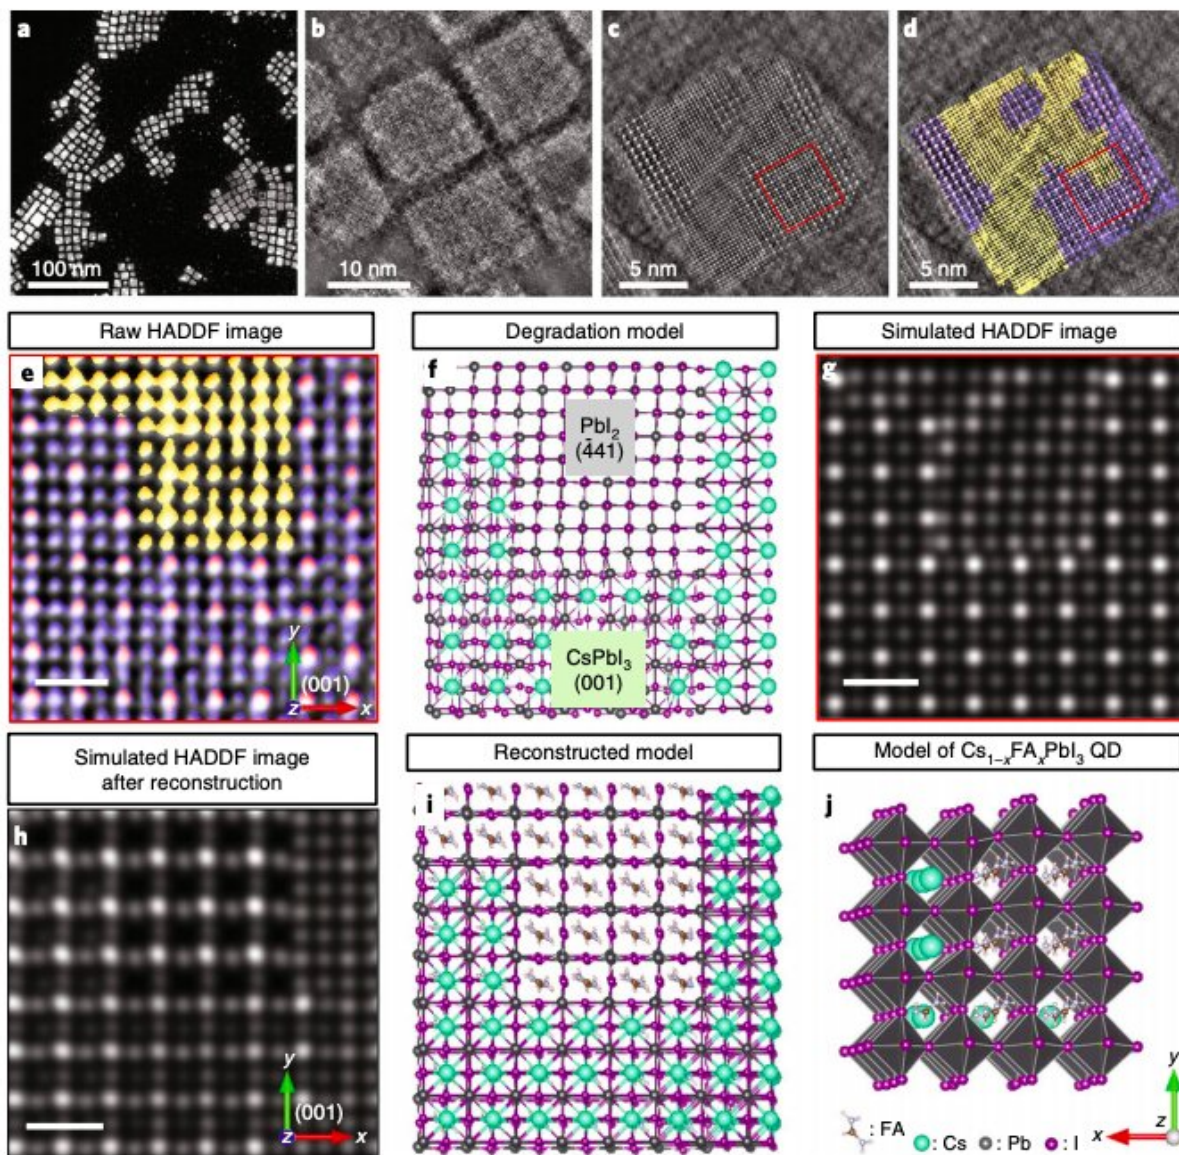 a
b
c
d
100 nm
10 nm
5 nm
5 nm
Raw HADDF image
Degradation model
Simulated HADDF image
e
f
g
PbI₂
(4̄41)
CsPbI₃
(001)
y
(001)
z
x
Simulated HADDF image
after reconstruction
Reconstructed model
Model of Cs₁₋ₓFAₓPbI₃ QD
h
i
j
y
(001)
z
x
: FA
: Cs
: Pb
: I
y
z
x